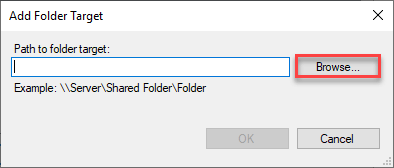 Add Folder Target
Path to folder target:
Browse...
Example: \\Server\Shared Folder\Folder
OK
Cancel